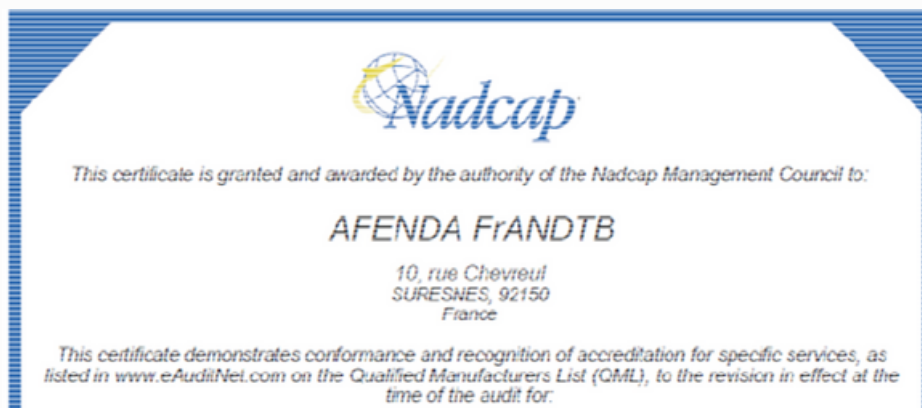 Nadcap
This certificate is granted and awarded by the authority of the Nadcap Management Council to:
AFENDA FrANDTB
10, rue Chevreul
SURESNES, 92150
France
This certificate demonstrates conformance and recognition of accreditation for specific services, as
listed in www.eAuditNet.com on the Qualified Manufacturers List (QML), to the revision in effect at the
time of the audit for: